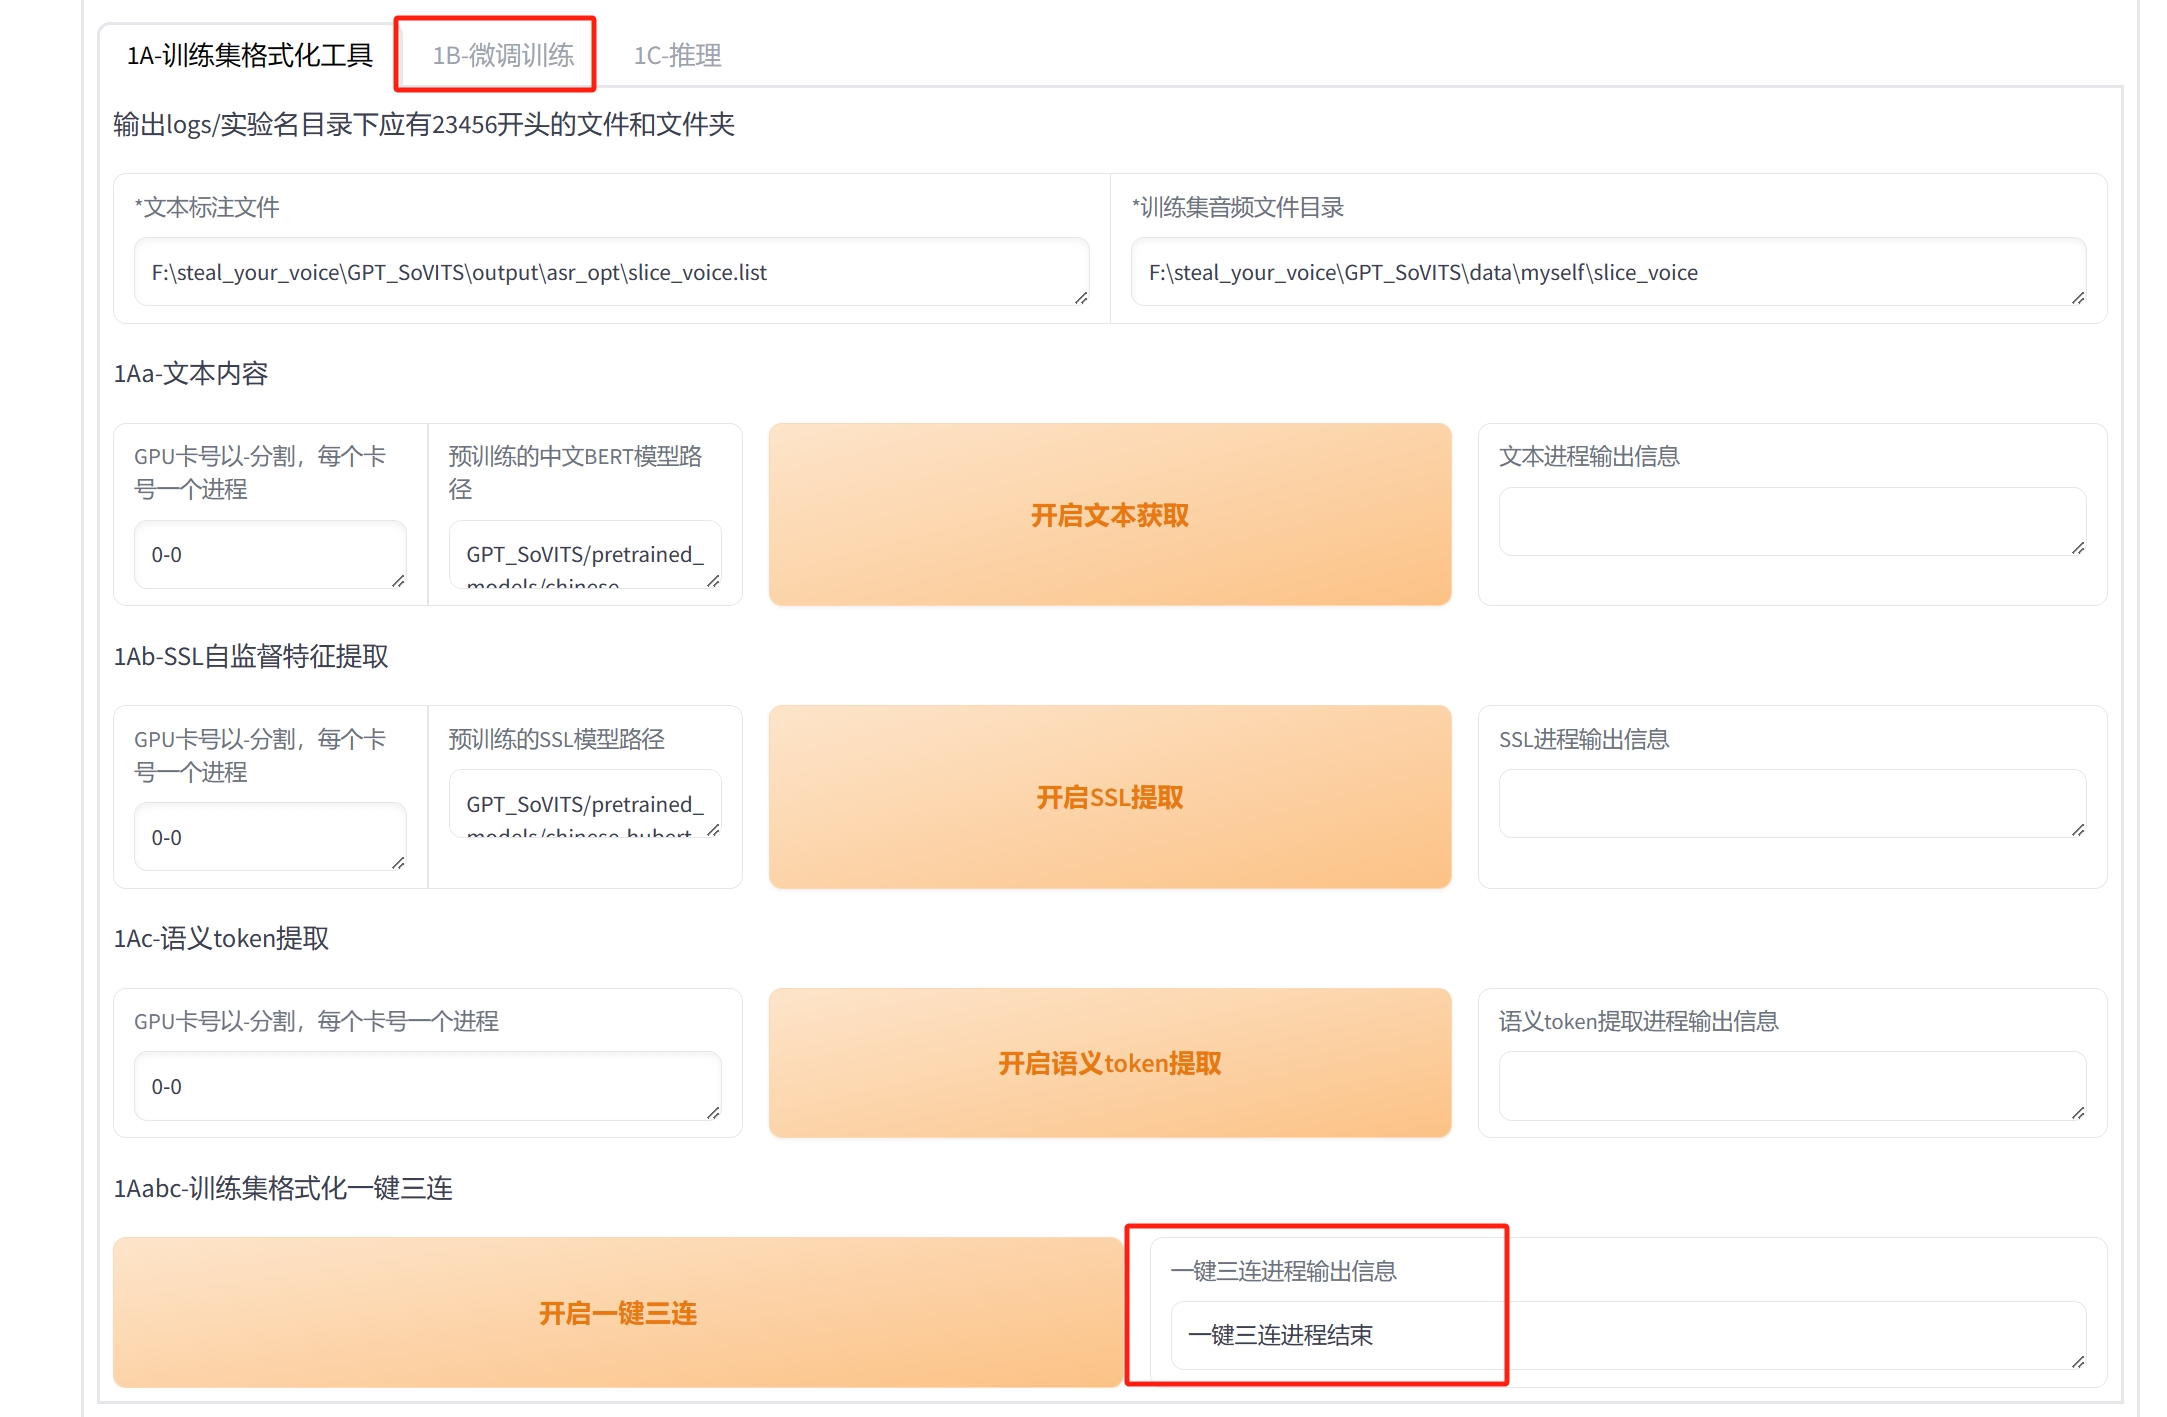 1A-训练集格式化工具
1B-微调训练
1C-推理
输出logs/实验名目录下应有23456开头的文件和文件夹
*文本标注文件
*训练集音频文件目录
F:\steal_your_voice\GPT_SoVITS\output\asr_opt\slice_voice.list
F:\steal_your_voice\GPT_SoVITS\data\myself\slice_voice
1Aa-文本内容
GPU卡号以-分割，每个卡
号一个进程
0-0
预训练的中文BERT模型路
径
GPT_SoVITS/pretrained_
models/chinese
开启文本获取
文本进程输出信息
1Ab-SSL自监督特征提取
GPU卡号以-分割，每个卡
号一个进程
0-0
预训练的SSL模型路径
GPT_SoVITS/pretrained_
models/chinese-hubert
开启SSL提取
SSL进程输出信息
1Ac-语义token提取
GPU卡号以-分割，每个卡号一个进程
0-0
开启语义token提取
语义token提取进程输出信息
1Aabc-训练集格式化一键三连
开启一键三连
一键三连进程输出信息
一键三连进程结束